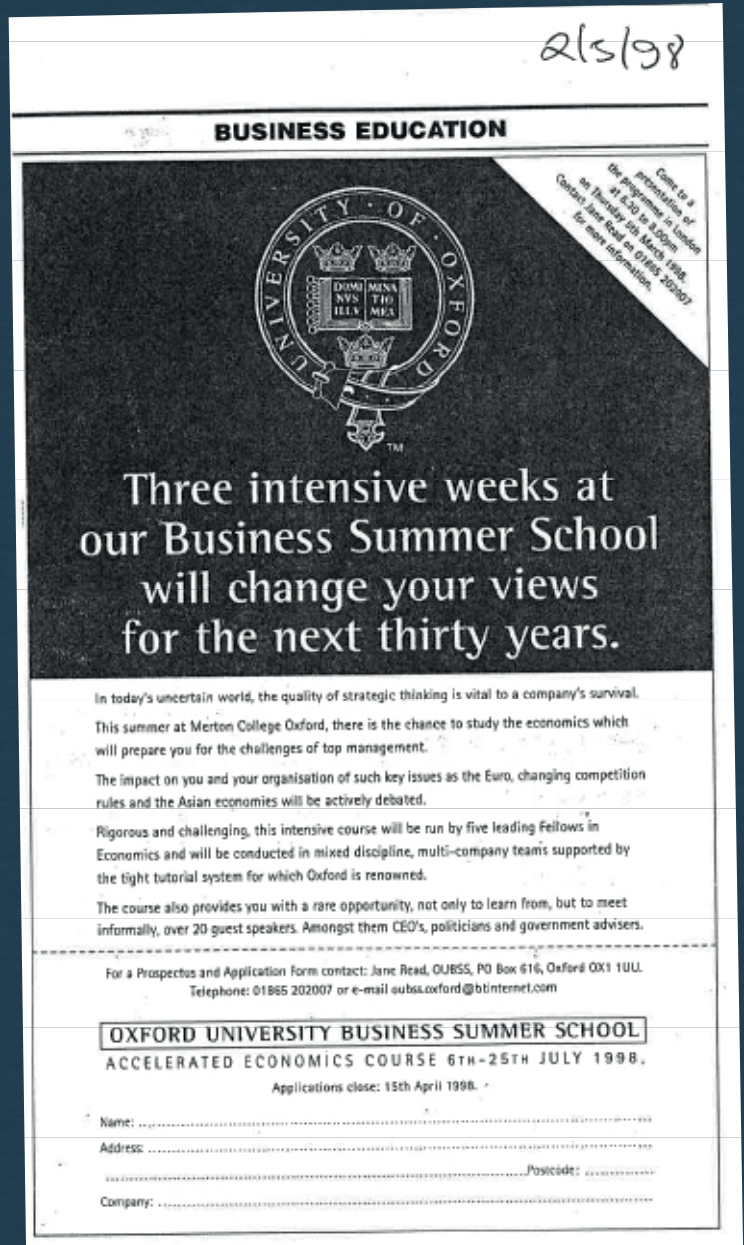 2/5/98
BUSINESS EDUCATION
Come to a
presentation of
the programme in London
at 6.30 to 8.00pm
on Thursday 5th March 1998.
Contact Jane Read on 01865 202007
for more information.
UNIVERSITY · OF · OXFORD
DOMI MINA
NVS TIO
ILLV MEA
TM
Three intensive weeks at
our Business Summer School
will change your views
for the next thirty years.
In today's uncertain world, the quality of strategic thinking is vital to a company's survival.
This summer at Merton College Oxford, there is the chance to study the economics which
will prepare you for the challenges of top management.
The impact on you and your organisation of such key issues as the Euro, changing competition
rules and the Asian economies will be actively debated.
Rigorous and challenging, this intensive course will be run by five leading Fellows in
Economics and will be conducted in mixed discipline, multi-company teams supported by
the tight tutorial system for which Oxford is renowned.
The course also provides you with a rare opportunity, not only to learn from, but to meet
informally, over 20 guest speakers. Amongst them CEO's, politicians and government advisers.
For a Prospectus and Application Form contact: Jane Read, OUBSS, PO Box 616, Oxford OX1 1UU.
Telephone: 01865 202007 or e-mail oubss.oxford@btinternet.com
OXFORD UNIVERSITY BUSINESS SUMMER SCHOOL
ACCELERATED ECONOMICS COURSE 6TH-25TH JULY 1998.
Applications close: 15th April 1998.
Name:
Address:
Postcode:
Company: